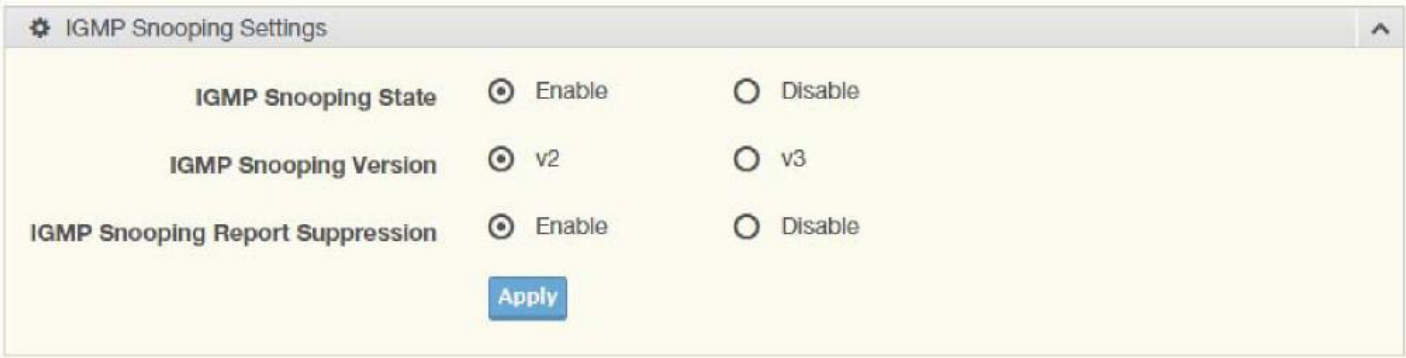 IGMP Snooping Settings
IGMP Snooping State Enable Disable
IGMP Snooping Version v2 v3
IGMP Snooping Report Suppression Enable Disable
Apply